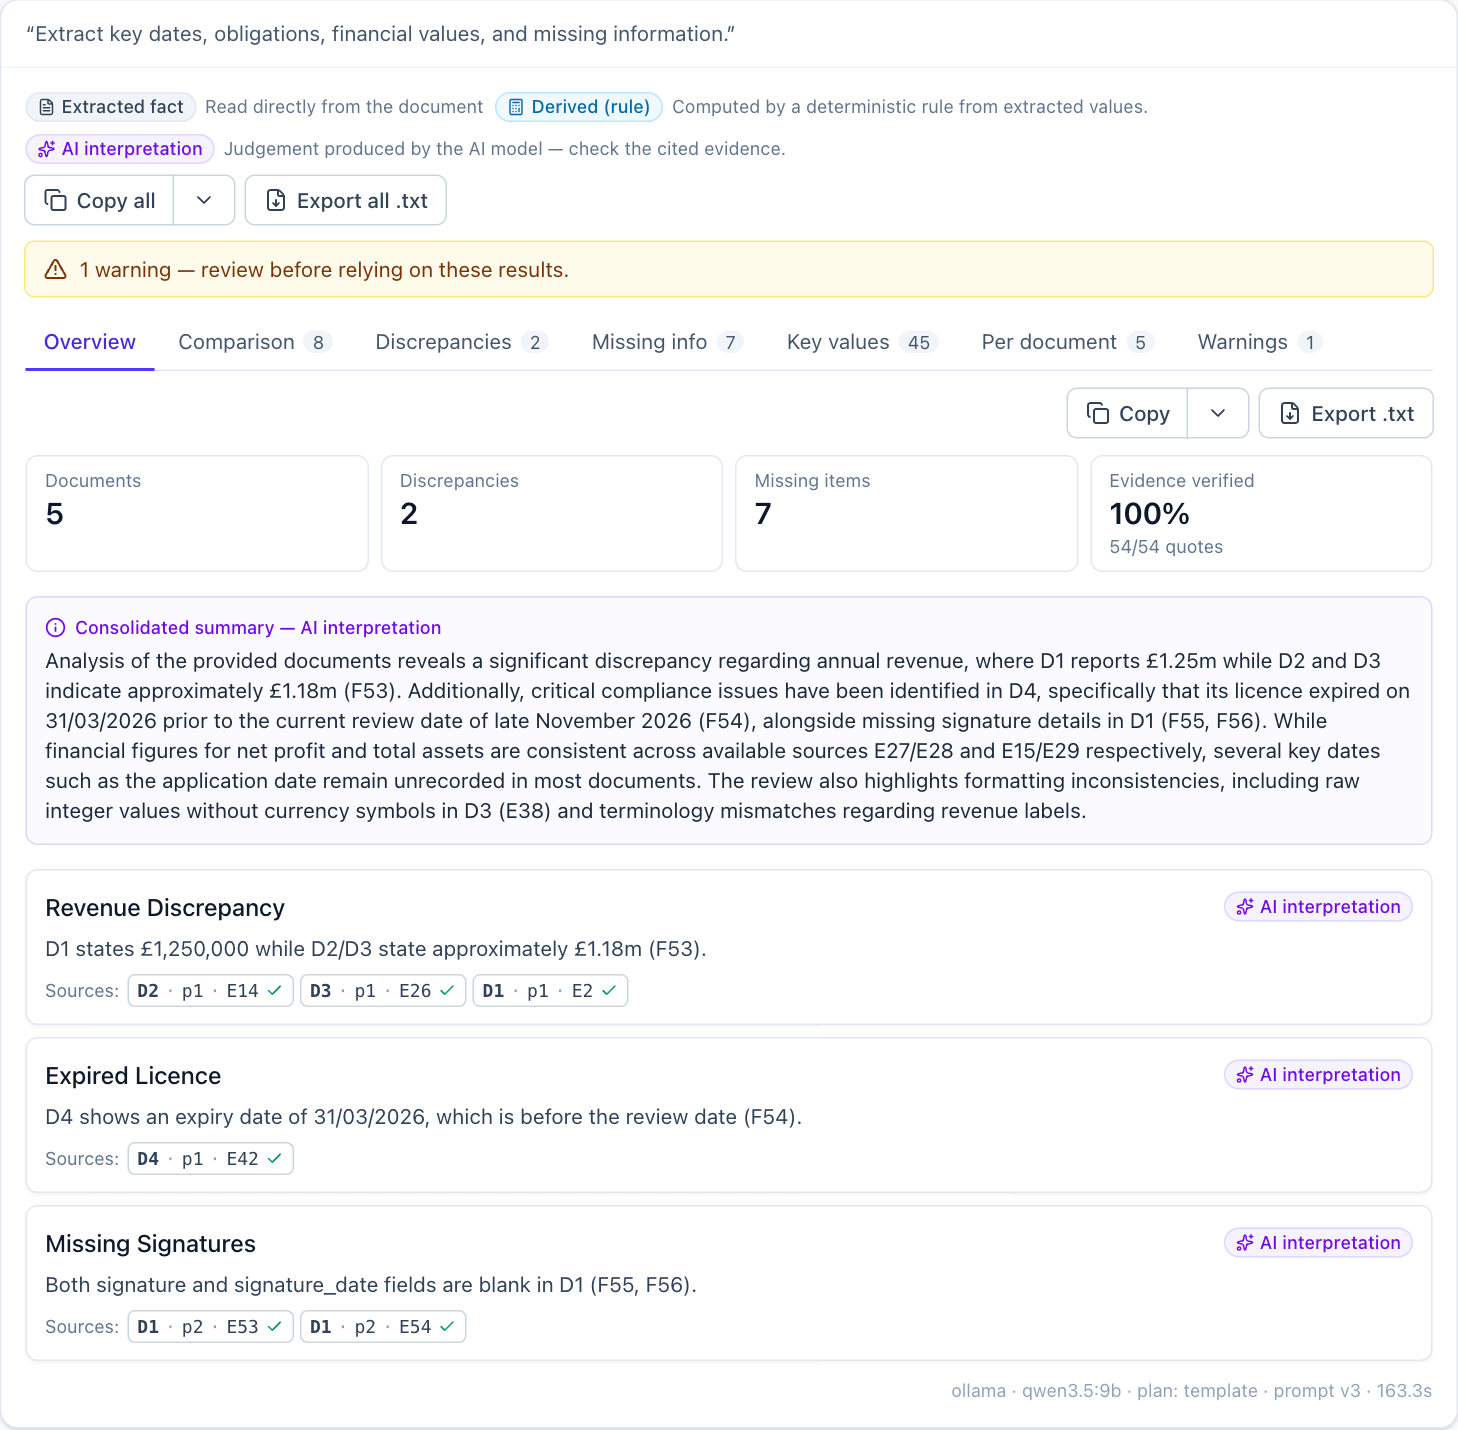 “Extract key dates, obligations, financial values, and missing information.”
Extracted fact Read directly from the document Derived (rule) Computed by a deterministic rule from extracted values.
AI interpretation Judgement produced by the AI model — check the cited evidence.
Copy all Export all .txt
1 warning — review before relying on these results.
Overview Comparison 8 Discrepancies 2 Missing info 7 Key values 45 Per document 5 Warnings 1
Copy Export .txt
Documents Discrepancies Missing items Evidence verified
5 2 7 100%
54/54 quotes
Consolidated summary — AI interpretation
Analysis of the provided documents reveals a significant discrepancy regarding annual revenue, where D1 reports £1.25m while D2 and D3
indicate approximately £1.18m (F53). Additionally, critical compliance issues have been identified in D4, specifically that its licence expired on
31/03/2026 prior to the current review date of late November 2026 (F54), alongside missing signature details in D1 (F55, F56). While
financial figures for net profit and total assets are consistent across available sources E27/E28 and E15/E29 respectively, several key dates
such as the application date remain unrecorded in most documents. The review also highlights formatting inconsistencies, including raw
integer values without currency symbols in D3 (E38) and terminology mismatches regarding revenue labels.
Revenue Discrepancy AI interpretation
D1 states £1,250,000 while D2/D3 state approximately £1.18m (F53).
Sources: D2 · p1 · E14 ✓ D3 · p1 · E26 ✓ D1 · p1 · E2 ✓
Expired Licence AI interpretation
D4 shows an expiry date of 31/03/2026, which is before the review date (F54).
Sources: D4 · p1 · E42 ✓
Missing Signatures AI interpretation
Both signature and signature_date fields are blank in D1 (F55, F56).
Sources: D1 · p2 · E53 ✓ D1 · p2 · E54 ✓
ollama · qwen3.5:9b · plan: template · prompt v3 · 163.3s